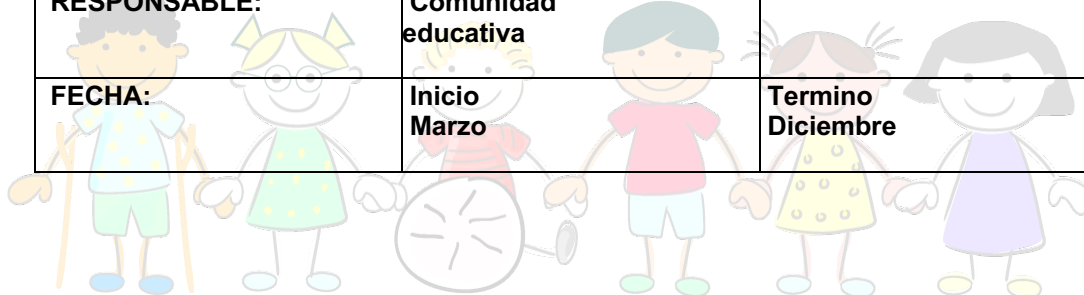 RESPONSABLE:
Comunidad
educativa
FECHA:
Inicio
Marzo
Termino
Diciembre